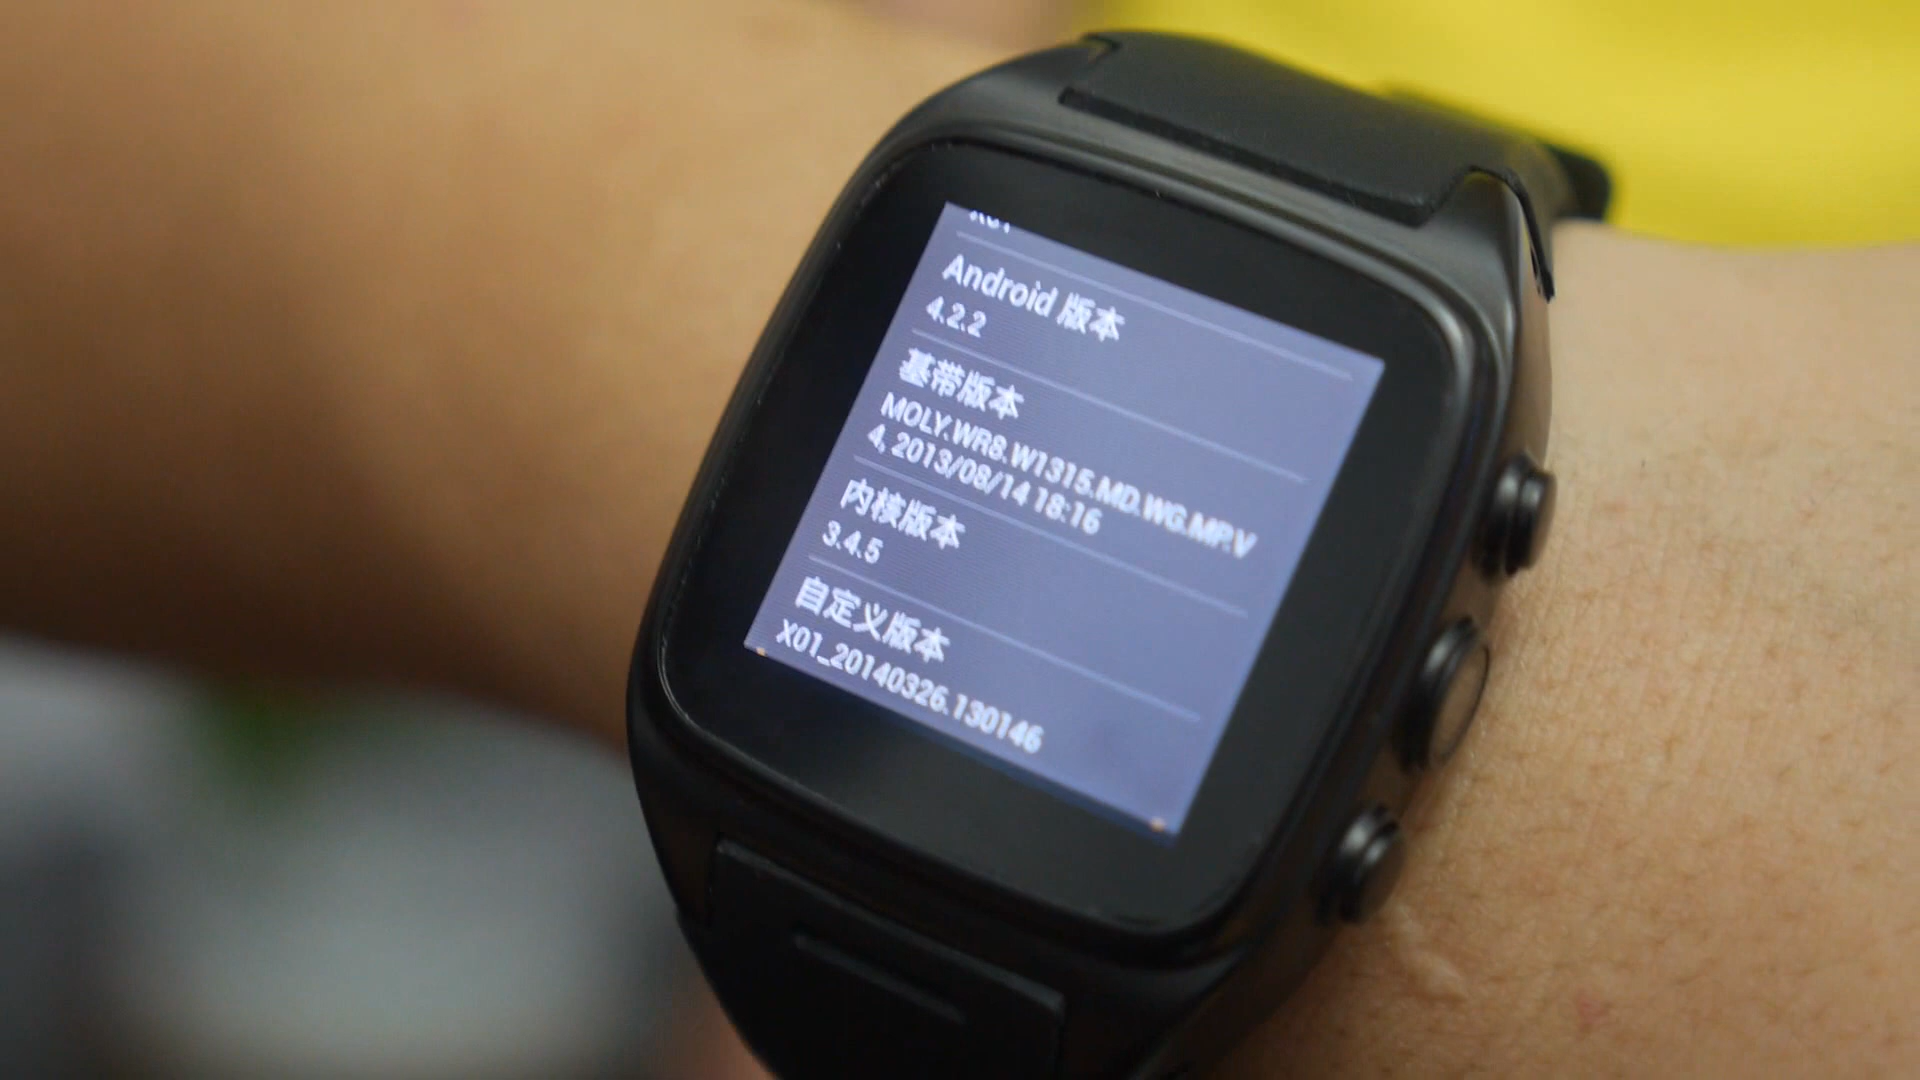 X01
Android 版本
4.2.2
基带版本
MOLY.WR8.W1315.MD.WG.MP.V
4, 2013/08/14 18:16
内核版本
3.4.5
自定义版本
X01_20140326.130146